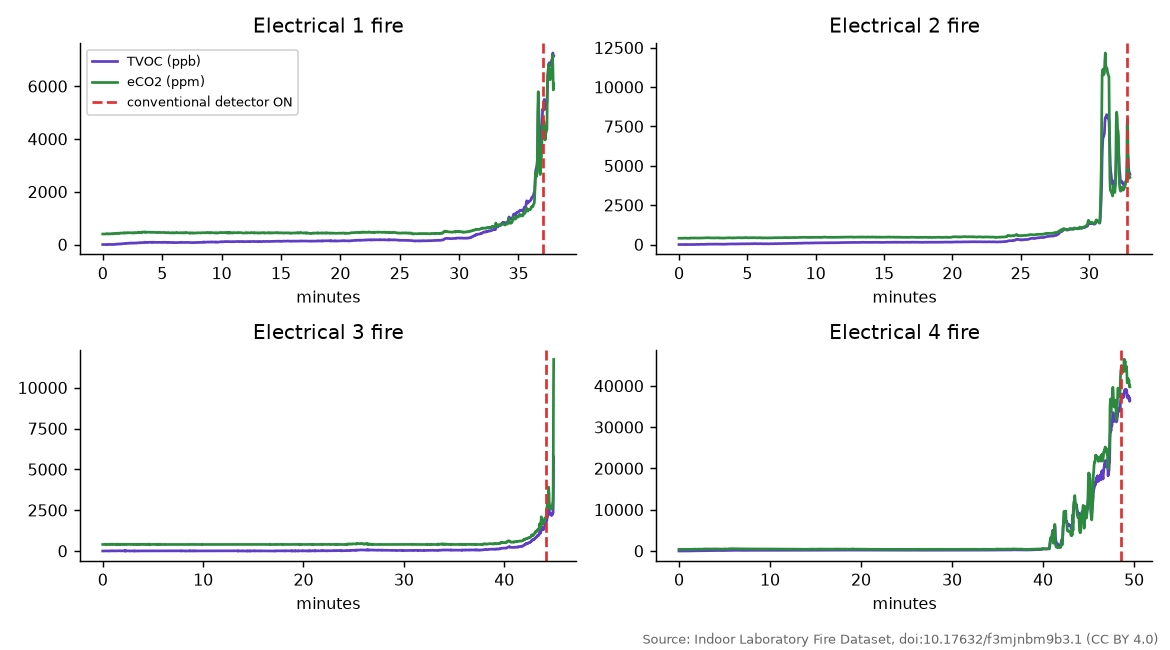 Electrical 1 fire
TVOC (ppb)
eCO2 (ppm)
conventional detector ON
6000
4000
2000
0
0 5 10 15 20 25 30 35
minutes
Electrical 2 fire
12500
10000
7500
5000
2500
0
0 5 10 15 20 25 30
minutes
Electrical 3 fire
10000
7500
5000
2500
0
0 10 20 30 40
minutes
Electrical 4 fire
40000
30000
20000
10000
0
0 10 20 30 40 50
minutes
Source: Indoor Laboratory Fire Dataset, doi:10.17632/f3mjnbm9b3.1 (CC BY 4.0)